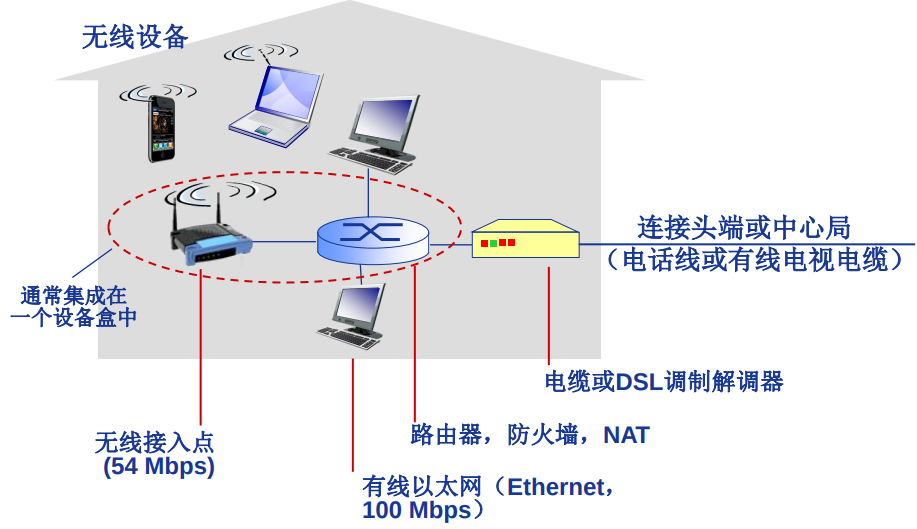 无线设备
连接头端或中心局
（电话线或有线电视电缆）
通常集成在
一个设备盒中
电缆或DSL调制解调器
路由器，防火墙，NAT
无线接入点
(54 Mbps)
有线以太网（Ethernet，
100 Mbps）